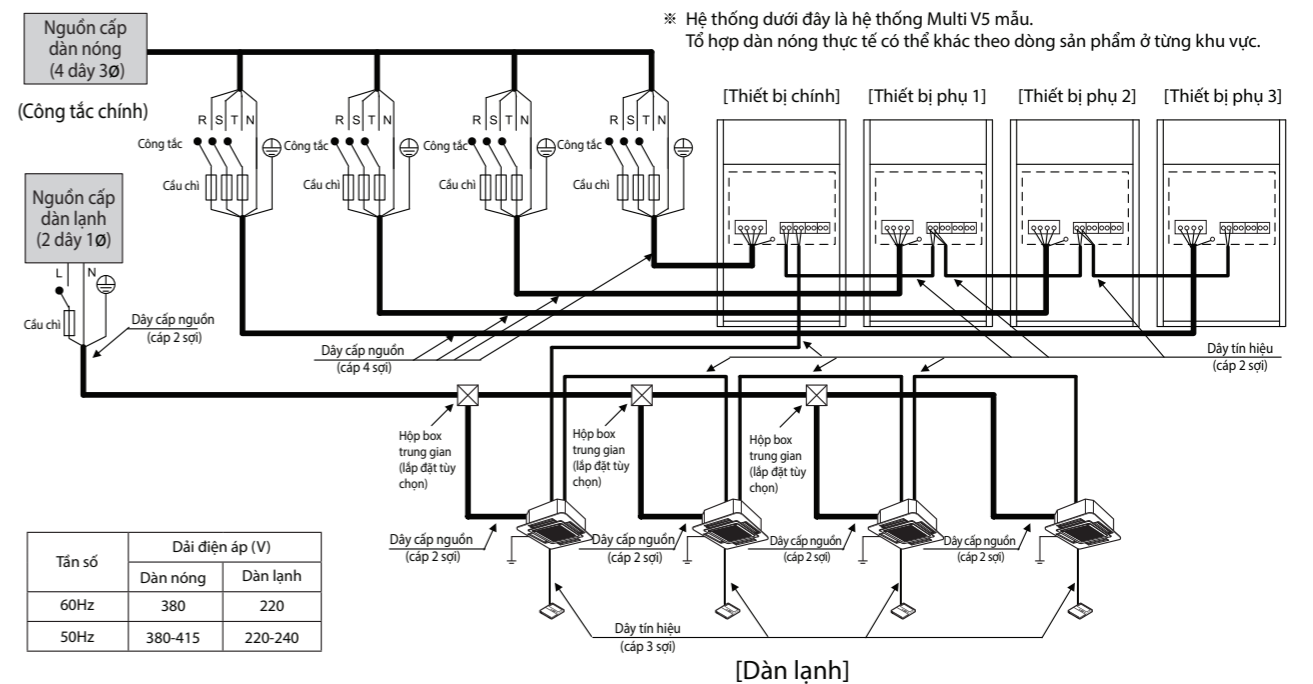 Nguồn cấp
dàn nóng
(4 dây 3Ø)
(Công tắc chính)
※ Hệ thống dưới đây là hệ thống Multi V5 mẫu.
Tổ hợp dàn nóng thực tế có thể khác theo dòng sản phẩm ở từng khu vực.
[Thiết bị chính] [Thiết bị phụ 1] [Thiết bị phụ 2] [Thiết bị phụ 3]
R S T N R S T N R S T N R S T N
Công tắc Công tắc Công tắc Công tắc
Cầu chì Cầu chì Cầu chì Cầu chì
Nguồn cấp
dàn lạnh
(2 dây 1Ø)
L N
Cầu chì
Dây cấp nguồn
(cáp 2 sợi)
Dây cấp nguồn
(cáp 4 sợi)
Dây tín hiệu
(cáp 2 sợi)
Hộp box
trung gian
(lắp đặt tùy
chọn)
Hộp box
trung gian
(lắp đặt tùy
chọn)
Hộp box
trung gian
(lắp đặt tùy
chọn)
Dây cấp nguồn
(cáp 2 sợi)
Dây cấp nguồn
(cáp 2 sợi)
Dây cấp nguồn
(cáp 2 sợi)
Dây cấp nguồn
(cáp 2 sợi)
Tần số Dải điện áp (V)
Dàn nóng Dàn lạnh
60Hz 380 220
50Hz 380-415 220-240
Dây tín hiệu
(cáp 3 sợi)
[Dàn lạnh]